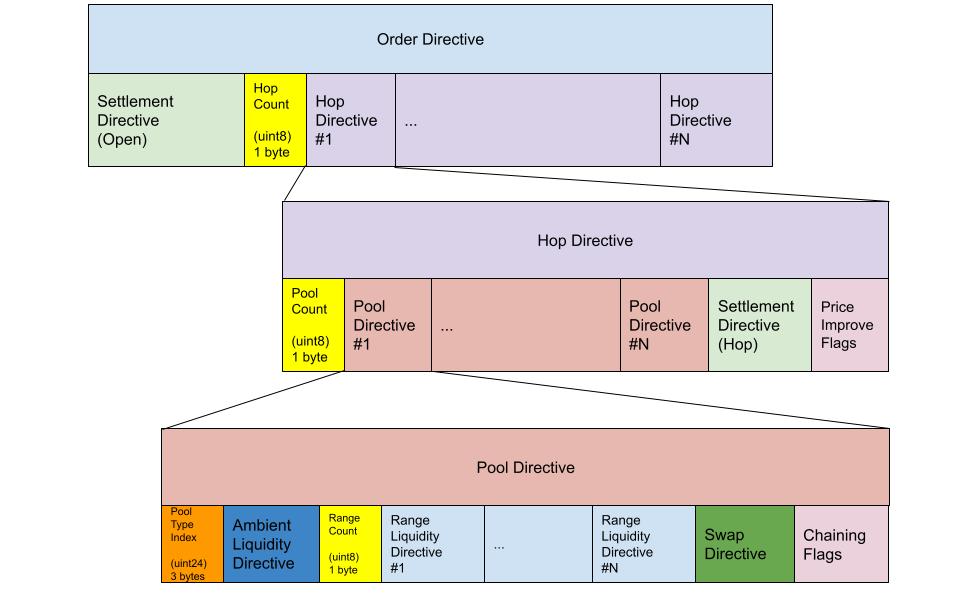 Order Directive
Settlement
Directive
(Open)
Hop
Count
(uint8)
1 byte
Hop
Directive
#1
...
Hop
Directive
#N
Hop Directive
Pool
Count
(uint8)
1 byte
Pool
Directive
#1
...
Pool
Directive
#N
Settlement
Directive
(Hop)
Price
Improve
Flags
Pool Directive
Pool
Type
Index
(uint24)
3 bytes
Ambient
Liquidity
Directive
Range
Count
(uint8)
1 byte
Range
Liquidity
Directive
#1
...
Range
Liquidity
Directive
#N
Swap
Directive
Chaining
Flags